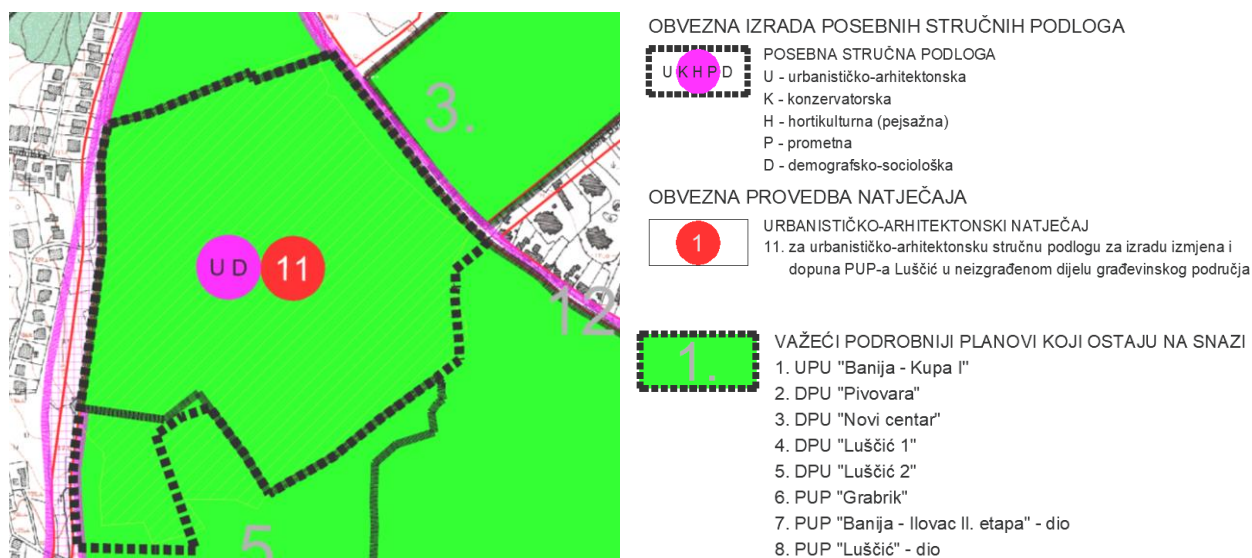 3.
U D
11
12
5
OBVEZNA IZRADA POSEBNIH STRUČNIH PODLOGA
U K H P D
POSEBNA STRUČNA PODLOGA
U - urbanističko-arhitektonska
K - konzervatorska
H - hortikulturna (pejsažna)
P - prometna
D - demografsko-sociološka
OBVEZNA PROVEDBA NATJEČAJA
1
URBANISTIČKO-ARHITEKTONSKI NATJEČAJ
11. za urbanističko-arhitektonsku stručnu podlogu za izradu izmjena i
dopuna PUP-a Luščić u neizgrađenom dijelu građevinskog područja
1.
VAŽEĆI PODROBNIJI PLANOVI KOJI OSTAJU NA SNAZI
1. UPU "Banija - Kupa I"
2. DPU "Pivovara"
3. DPU "Novi centar"
4. DPU "Luščić 1"
5. DPU "Luščić 2"
6. PUP "Grabrik"
7. PUP "Banija - Ilovac II. etapa" - dio
8. PUP "Luščić" - dio